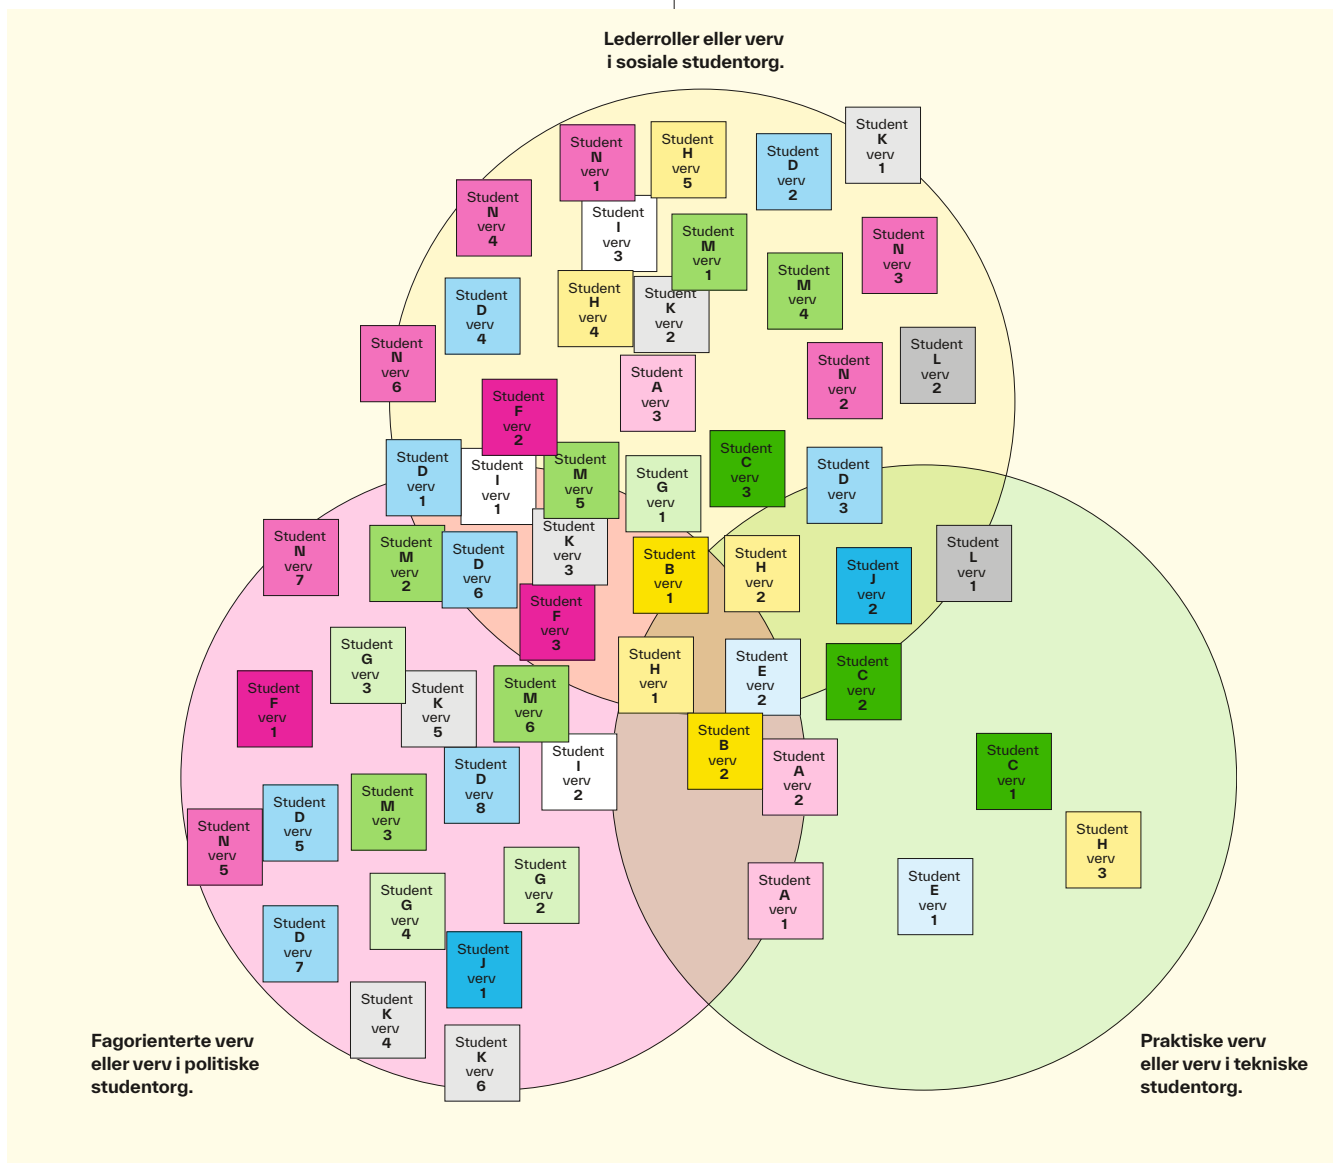 Lederroller eller verv
i sosiale studentorg.
Student
K
verv
1
Student
N
verv
1
Student
H
verv
5
Student
D
verv
2
Student
N
verv
4
Student
I
verv
3
Student
M
verv
1
Student
N
verv
3
Student
M
verv
4
Student
D
verv
4
Student
H
verv
4
Student
K
verv
2
Student
N
verv
6
Student
L
verv
2
Student
N
verv
2
Student
A
verv
3
Student
F
verv
2
Student
C
verv
3
Student
D
verv
1
Student
I
verv
1
Student
M
verv
5
Student
G
verv
1
Student
D
verv
3
Student
N
verv
7
Student
M
verv
2
Student
D
verv
6
Student
K
verv
3
Student
B
verv
1
Student
H
verv
2
Student
J
verv
2
Student
L
verv
1
Student
F
verv
3
Student
G
verv
3
Student
H
verv
1
Student
E
verv
2
Student
C
verv
2
Student
F
verv
1
Student
K
verv
5
Student
M
verv
6
Student
B
verv
2
Student
I
verv
2
Student
A
verv
2
Student
C
verv
1
Student
D
verv
8
Student
M
verv
3
Student
D
verv
5
Student
N
verv
5
Student
H
verv
3
Student
G
verv
2
Student
A
verv
1
Student
E
verv
1
Student
G
verv
4
Student
D
verv
7
Student
J
verv
1
Student
K
verv
4
Student
K
verv
6
Fagorienterte verv
eller verv i politiske
studentorg.
Praktiske verv
eller verv i tekniske
studentorg.